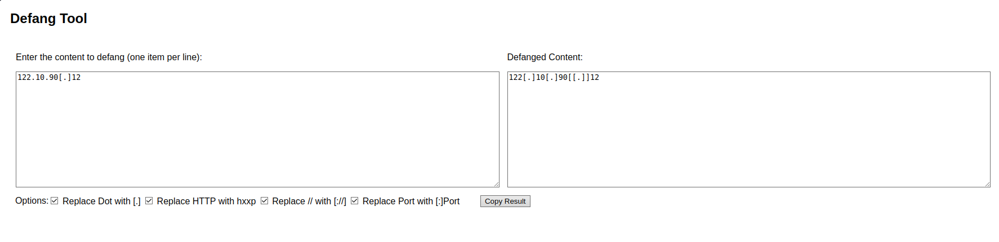 Defang Tool
Enter the content to defang (one item per line):
Defanged Content:
122.10.90[.]12
122[.]10[.]90[[.]]12
Options: Replace Dot with [.] Replace HTTP with hxxp Replace // with [://] Replace Port with [:]Port Copy Result